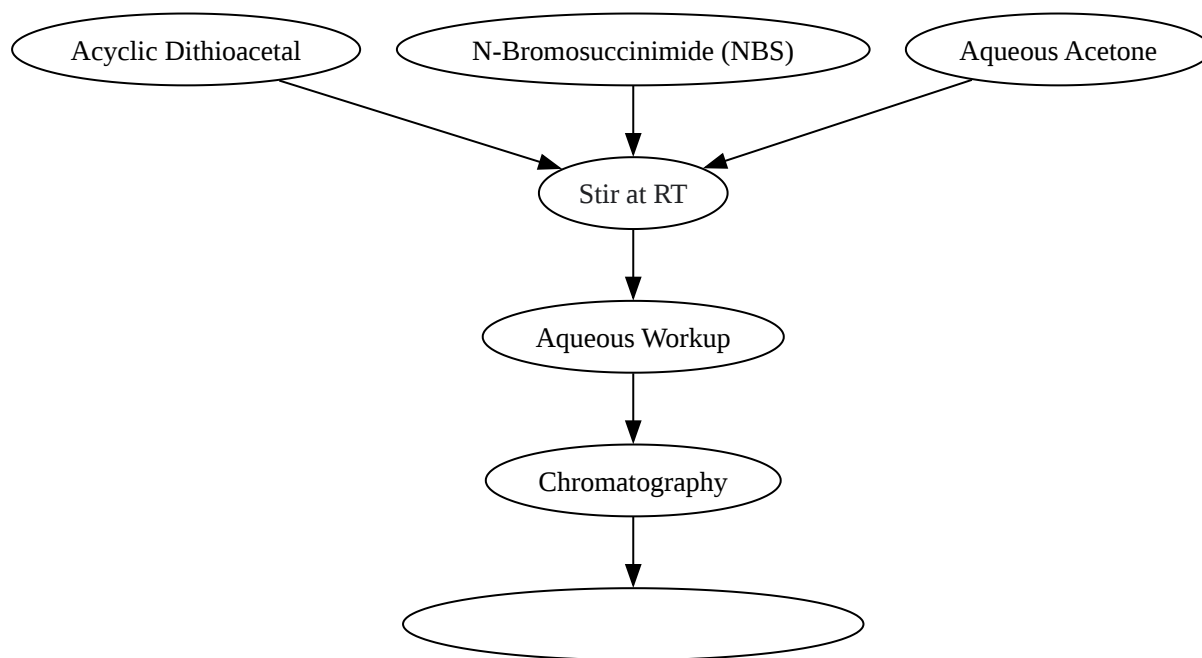 Acyclic Dithioacetal
N-Bromosuccinimide (NBS)
Aqueous Acetone
Stir at RT
Aqueous Workup
Chromatography